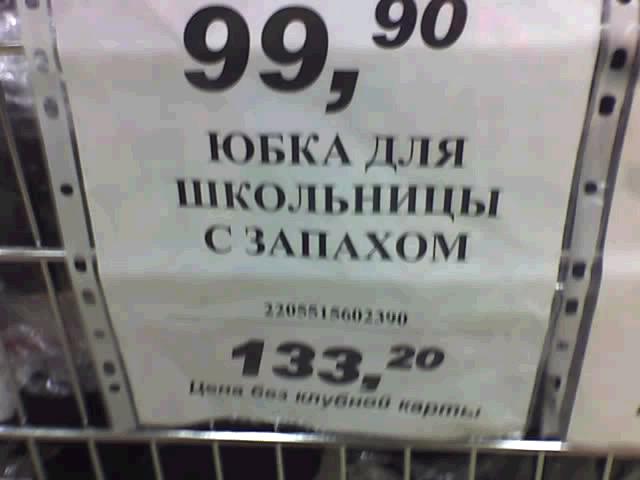 99,90
ЮБКА ДЛЯ
ШКОЛЬНИЦЫ
С ЗАПАХОМ
2205515602390
133,20
Цена без клубной карты